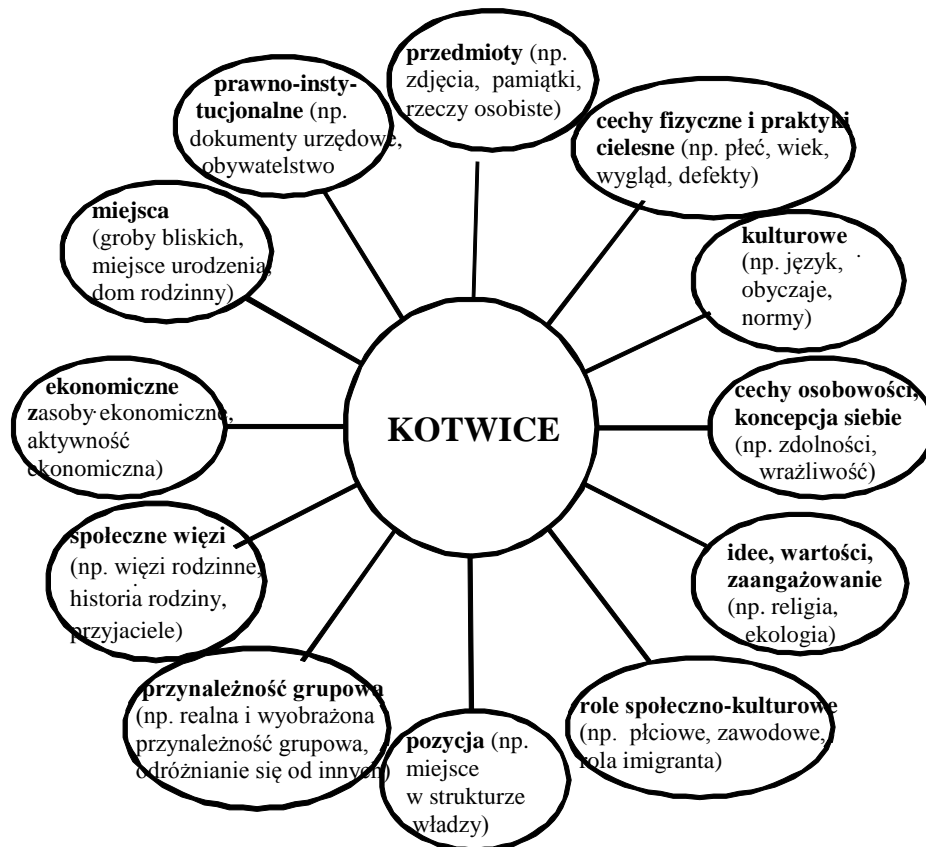 przedmioty (np.
zdjęcia, pamiątki,
rzeczy osobiste)
cechy fizyczne i praktyki
cielesne (np. płeć, wiek,
wygląd, defekty)
kulturowe
(np. język,
obyczaje,
normy)
cechy osobowości,
koncepcja siebie
(np. zdolności,
wrażliwość)
idee, wartości,
zaangażowanie
(np. religia,
ekologia)
role społeczno-kulturowe
(np. płciowe, zawodowe,
rola imigranta)
pozycja (np.
miejsce
w strukturze
władzy)
przynależność grupowa
(np. realna i wyobrażona
przynależność grupowa,
odróżnianie się od innych)
społeczne więzi
(np. więzi rodzinne,
historia rodziny,
przyjaciele)
ekonomiczne
zasoby ekonomiczne,
aktywność
ekonomiczna)
miejsca
(groby bliskich,
miejsce urodzenia,
dom rodzinny)
prawno-insty-
tucjonalne (np.
dokumenty urzędowe,
obywatelstwo
KOTWICE